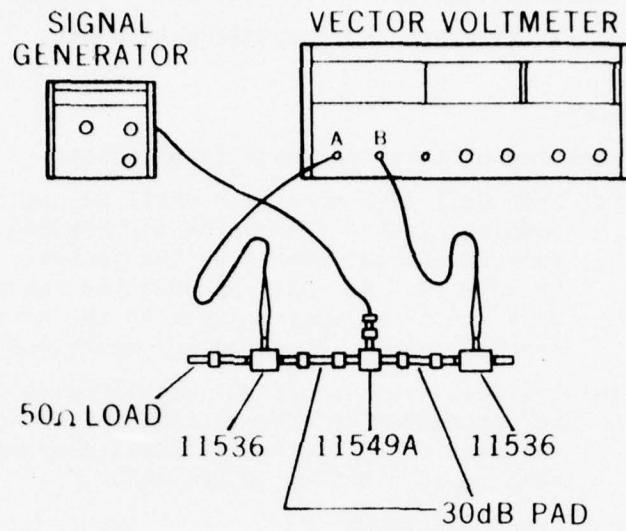 SIGNAL
GENERATOR
VECTOR VOLTMETER
A B
50Ω LOAD
11536 11549A 11536
30dB PAD